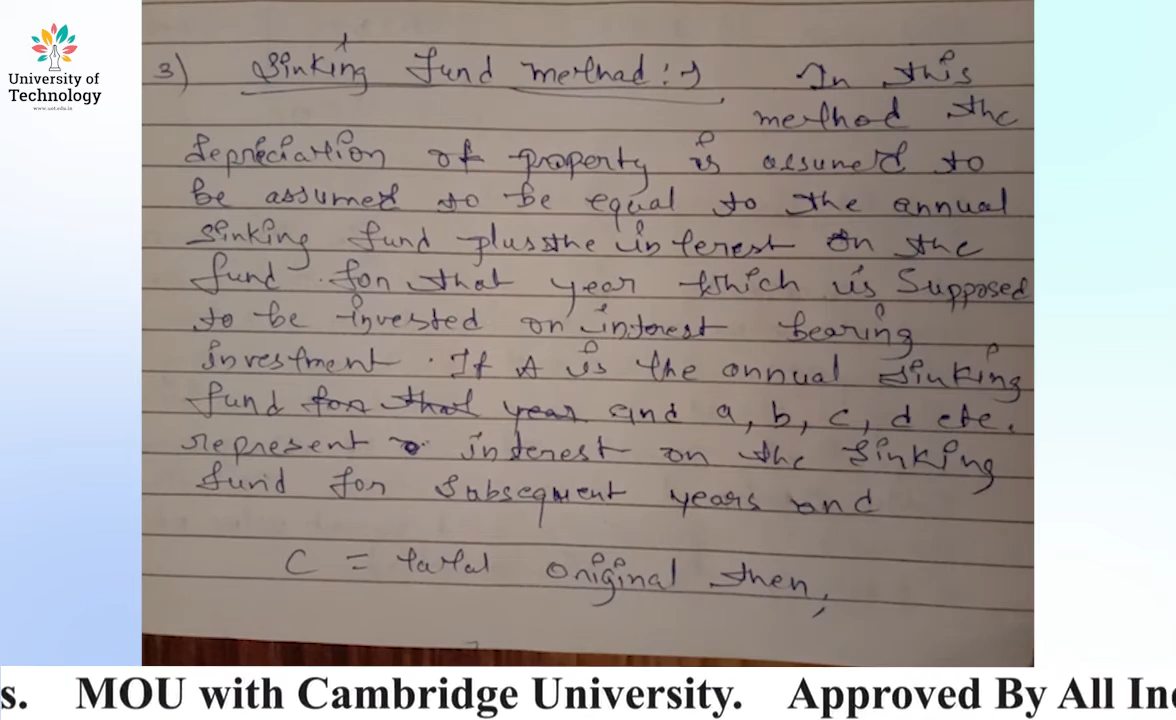 University of
Technology
www.uot.edu.in
3) Sinking fund method :→ In this
method the
depreciation of property is assumed to
be assumed to be equal to the annual
sinking fund plus the interest on the
fund for that year which is supposed
to be invested on interest bearing
investment. If A is the annual sinking
fund for that year and a, b, c, d etc.
represent interest on the sinking
fund for subsequent years and
C = total original then,
s. MOU with Cambridge University. Approved By All In